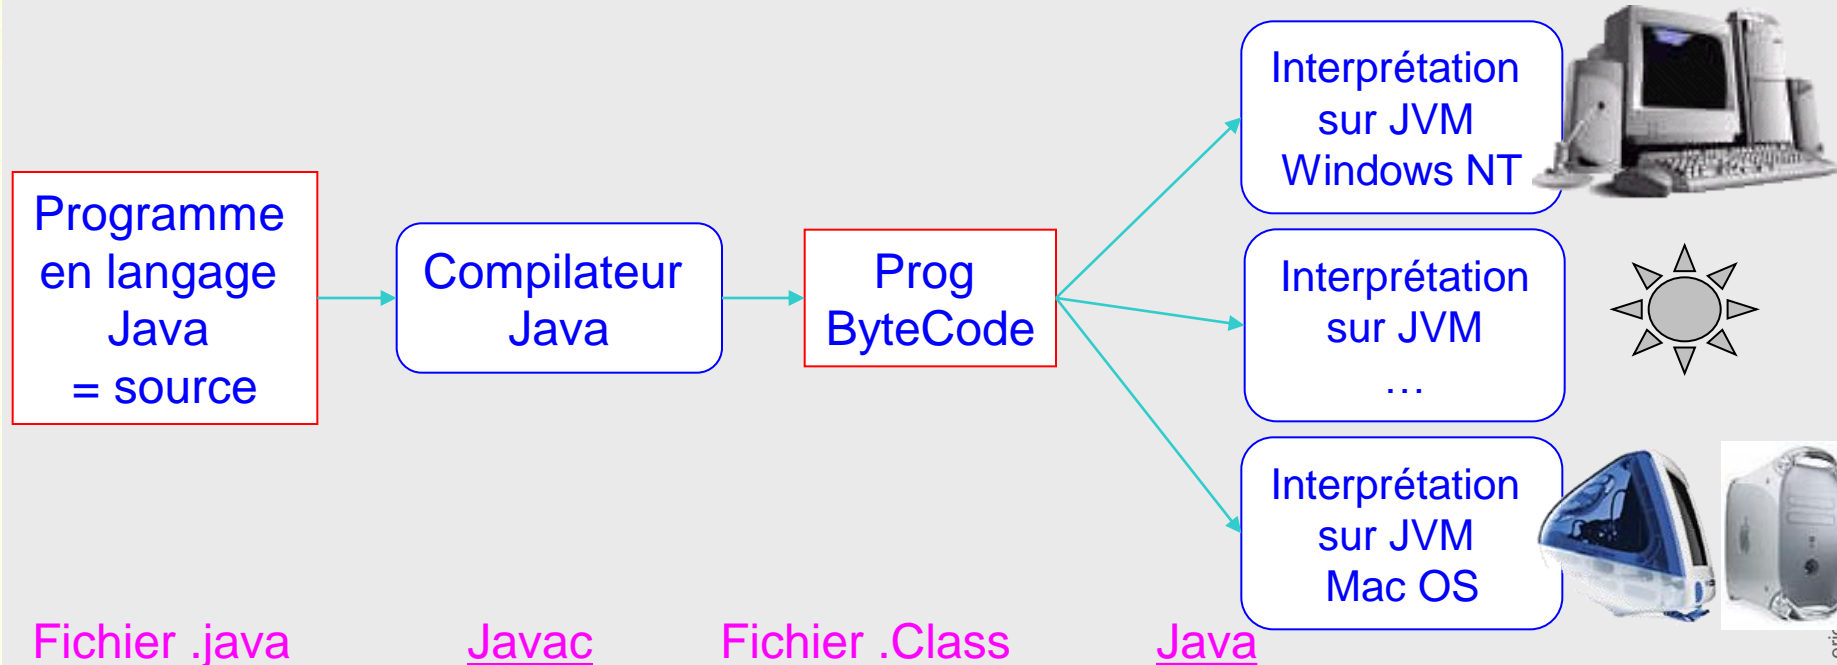 Programme
en langage
Java
= source
Compilateur
Java
Prog
ByteCode
Interprétation
sur JVM
Windows NT
Interprétation
sur JVM
…
Interprétation
sur JVM
Mac OS
Fichier .java
Javac
Fichier .Class
Java